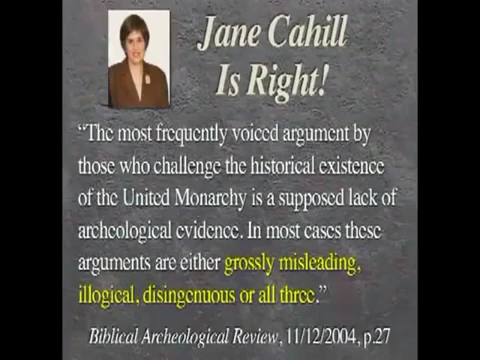 Jane Cahill
Is Right!
“The most frequently voiced argument by
those who challenge the historical existence
of the United Monarchy is a supposed lack of
archeological evidence. In most cases these
arguments are either grossly misleading,
illogical, disingenuous or all three.”
Biblical Archeological Review, 11/12/2004, p.27